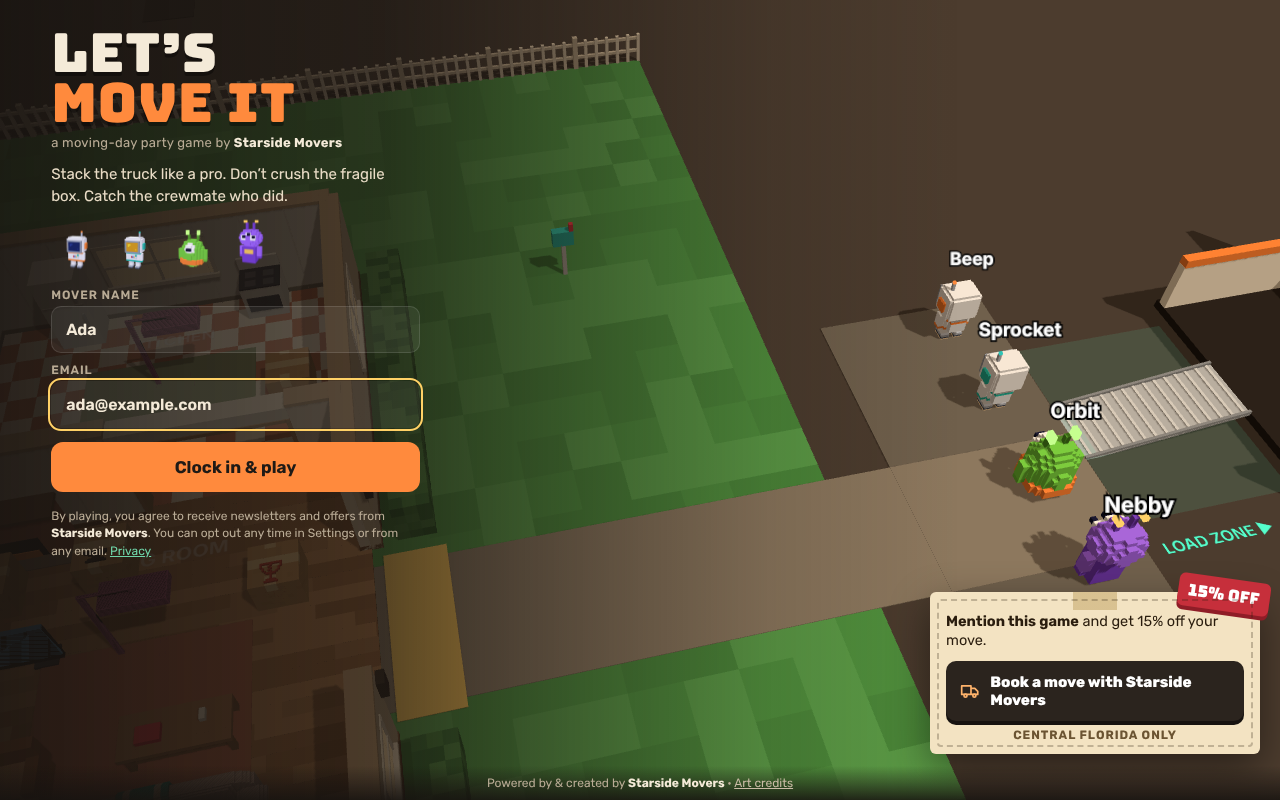 LET'S
MOVE IT
a moving-day party game by Starside Movers
Stack the truck like a pro. Don't crush the fragile
box. Catch the crewmate who did.
MOVER NAME
Ada
EMAIL
ada@example.com
Clock in & play
By playing, you agree to receive newsletters and offers from
Starside Movers. You can opt out any time in Settings or from
any email. Privacy
Beep
Sprocket
Orbit
Nebby
LOAD ZONE
15% OFF
Mention this game and get 15% off your
move.
Book a move with Starside
Movers
CENTRAL FLORIDA ONLY
Powered by & created by Starside Movers · Art credits